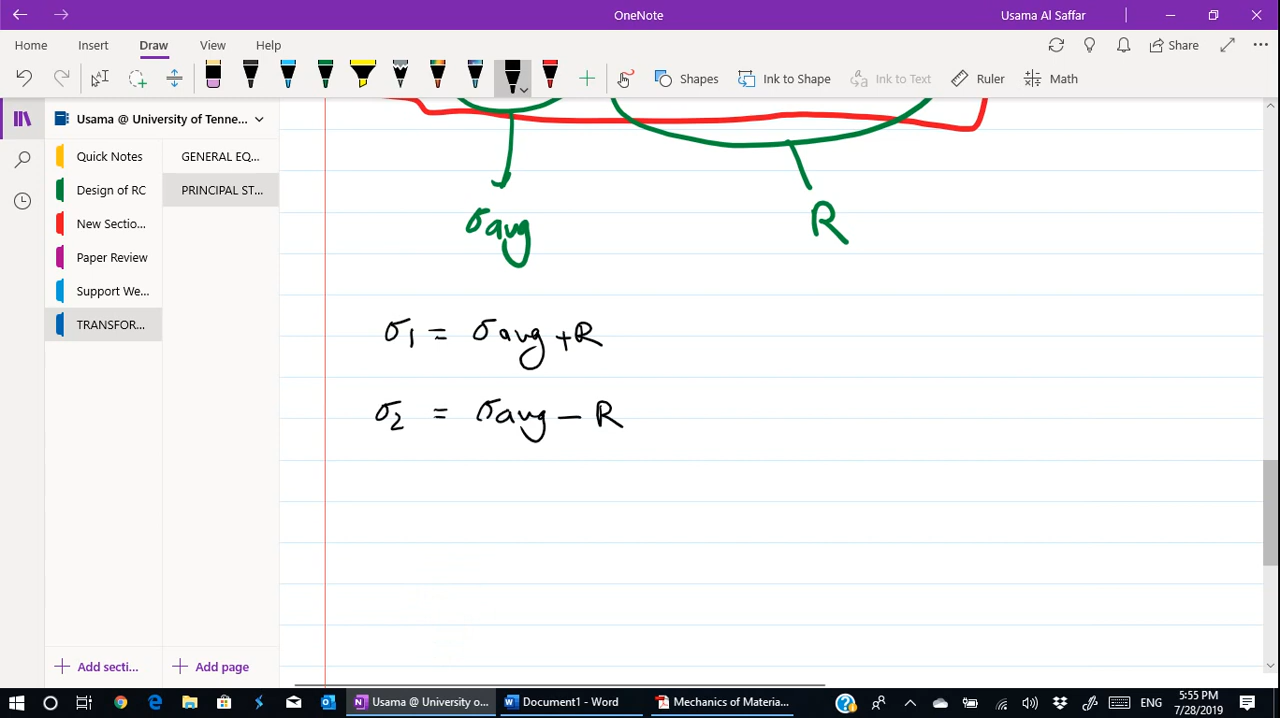 OneNote
Usama Al Saffar
Home Insert Draw View Help
Share
Shapes Ink to Shape Ink to Text Ruler Math
Usama @ University of Tenne...
Quick Notes
Design of RC
New Sectio...
Paper Review
Support We...
TRANSFOR...
GENERAL EQ...
PRINCIPAL ST...
σavg
R
σ1 = σavg + R
σ2 = σavg − R
Add secti...
Add page
Usama @ University o...
Document1 - Word
Mechanics of Materia...
ENG
5:55 PM
7/28/2019